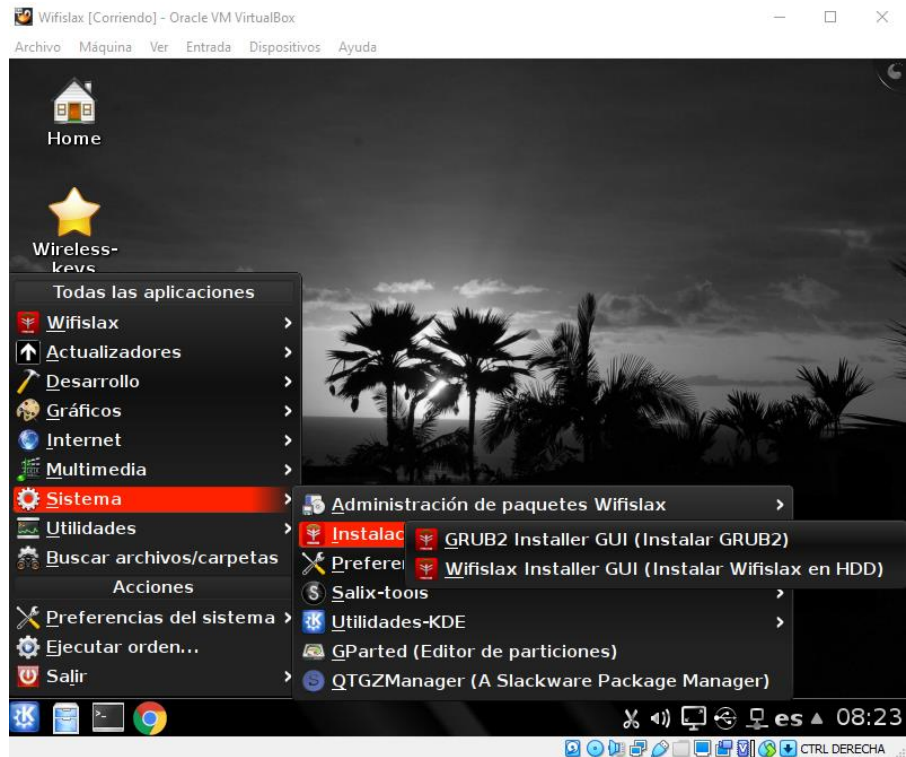 Wifislax [Corriendo] - Oracle VM VirtualBox
Archivo Máquina Ver Entrada Dispositivos Ayuda
Home
Wireless-
keys
Todas las aplicaciones
Wifislax
Actualizadores
Desarrollo
Gráficos
Internet
Multimedia
Sistema
Utilidades
Buscar archivos/carpetas
Acciones
Preferencias del sistema
Ejecutar orden...
Salir
Administración de paquetes Wifislax
Instalac
Prefere
Salix-tools
Utilidades-KDE
GParted (Editor de particiones)
QTGZManager (A Slackware Package Manager)
GRUB2 Installer GUI (Instalar GRUB2)
Wifislax Installer GUI (Instalar Wifislax en HDD)
es 08:23
CTRL DERECHA